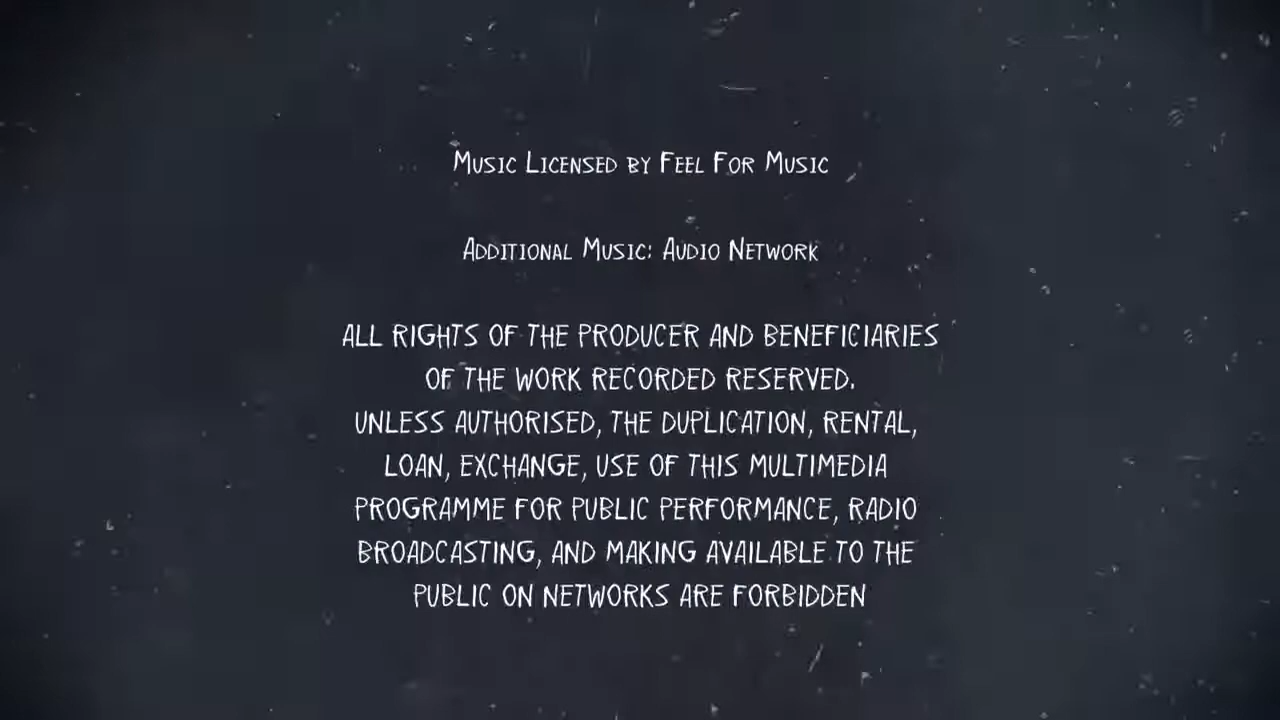 Music Licensed by Feel For Music
Additional Music: Audio Network
ALL RIGHTS OF THE PRODUCER AND BENEFICIARIES
OF THE WORK RECORDED RESERVED.
UNLESS AUTHORISED, THE DUPLICATION, RENTAL,
LOAN, EXCHANGE, USE OF THIS MULTIMEDIA
PROGRAMME FOR PUBLIC PERFORMANCE, RADIO
BROADCASTING, AND MAKING AVAILABLE TO THE
PUBLIC ON NETWORKS ARE FORBIDDEN